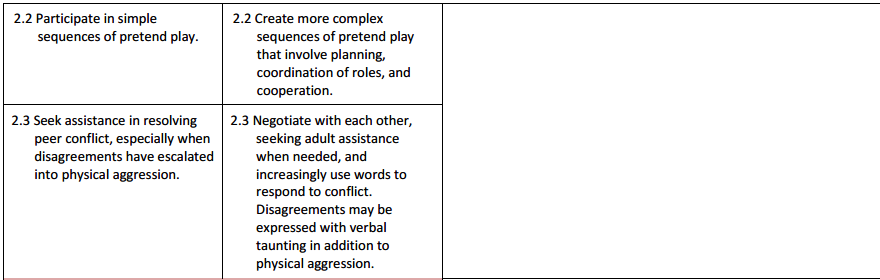 2.2 Participate in simple
sequences of pretend play.
2.2 Create more complex
sequences of pretend play
that involve planning,
coordination of roles, and
cooperation.
2.3 Seek assistance in resolving
peer conflict, especially when
disagreements have escalated
into physical aggression.
2.3 Negotiate with each other,
seeking adult assistance
when needed, and
increasingly use words to
respond to conflict.
Disagreements may be
expressed with verbal
taunting in addition to
physical aggression.